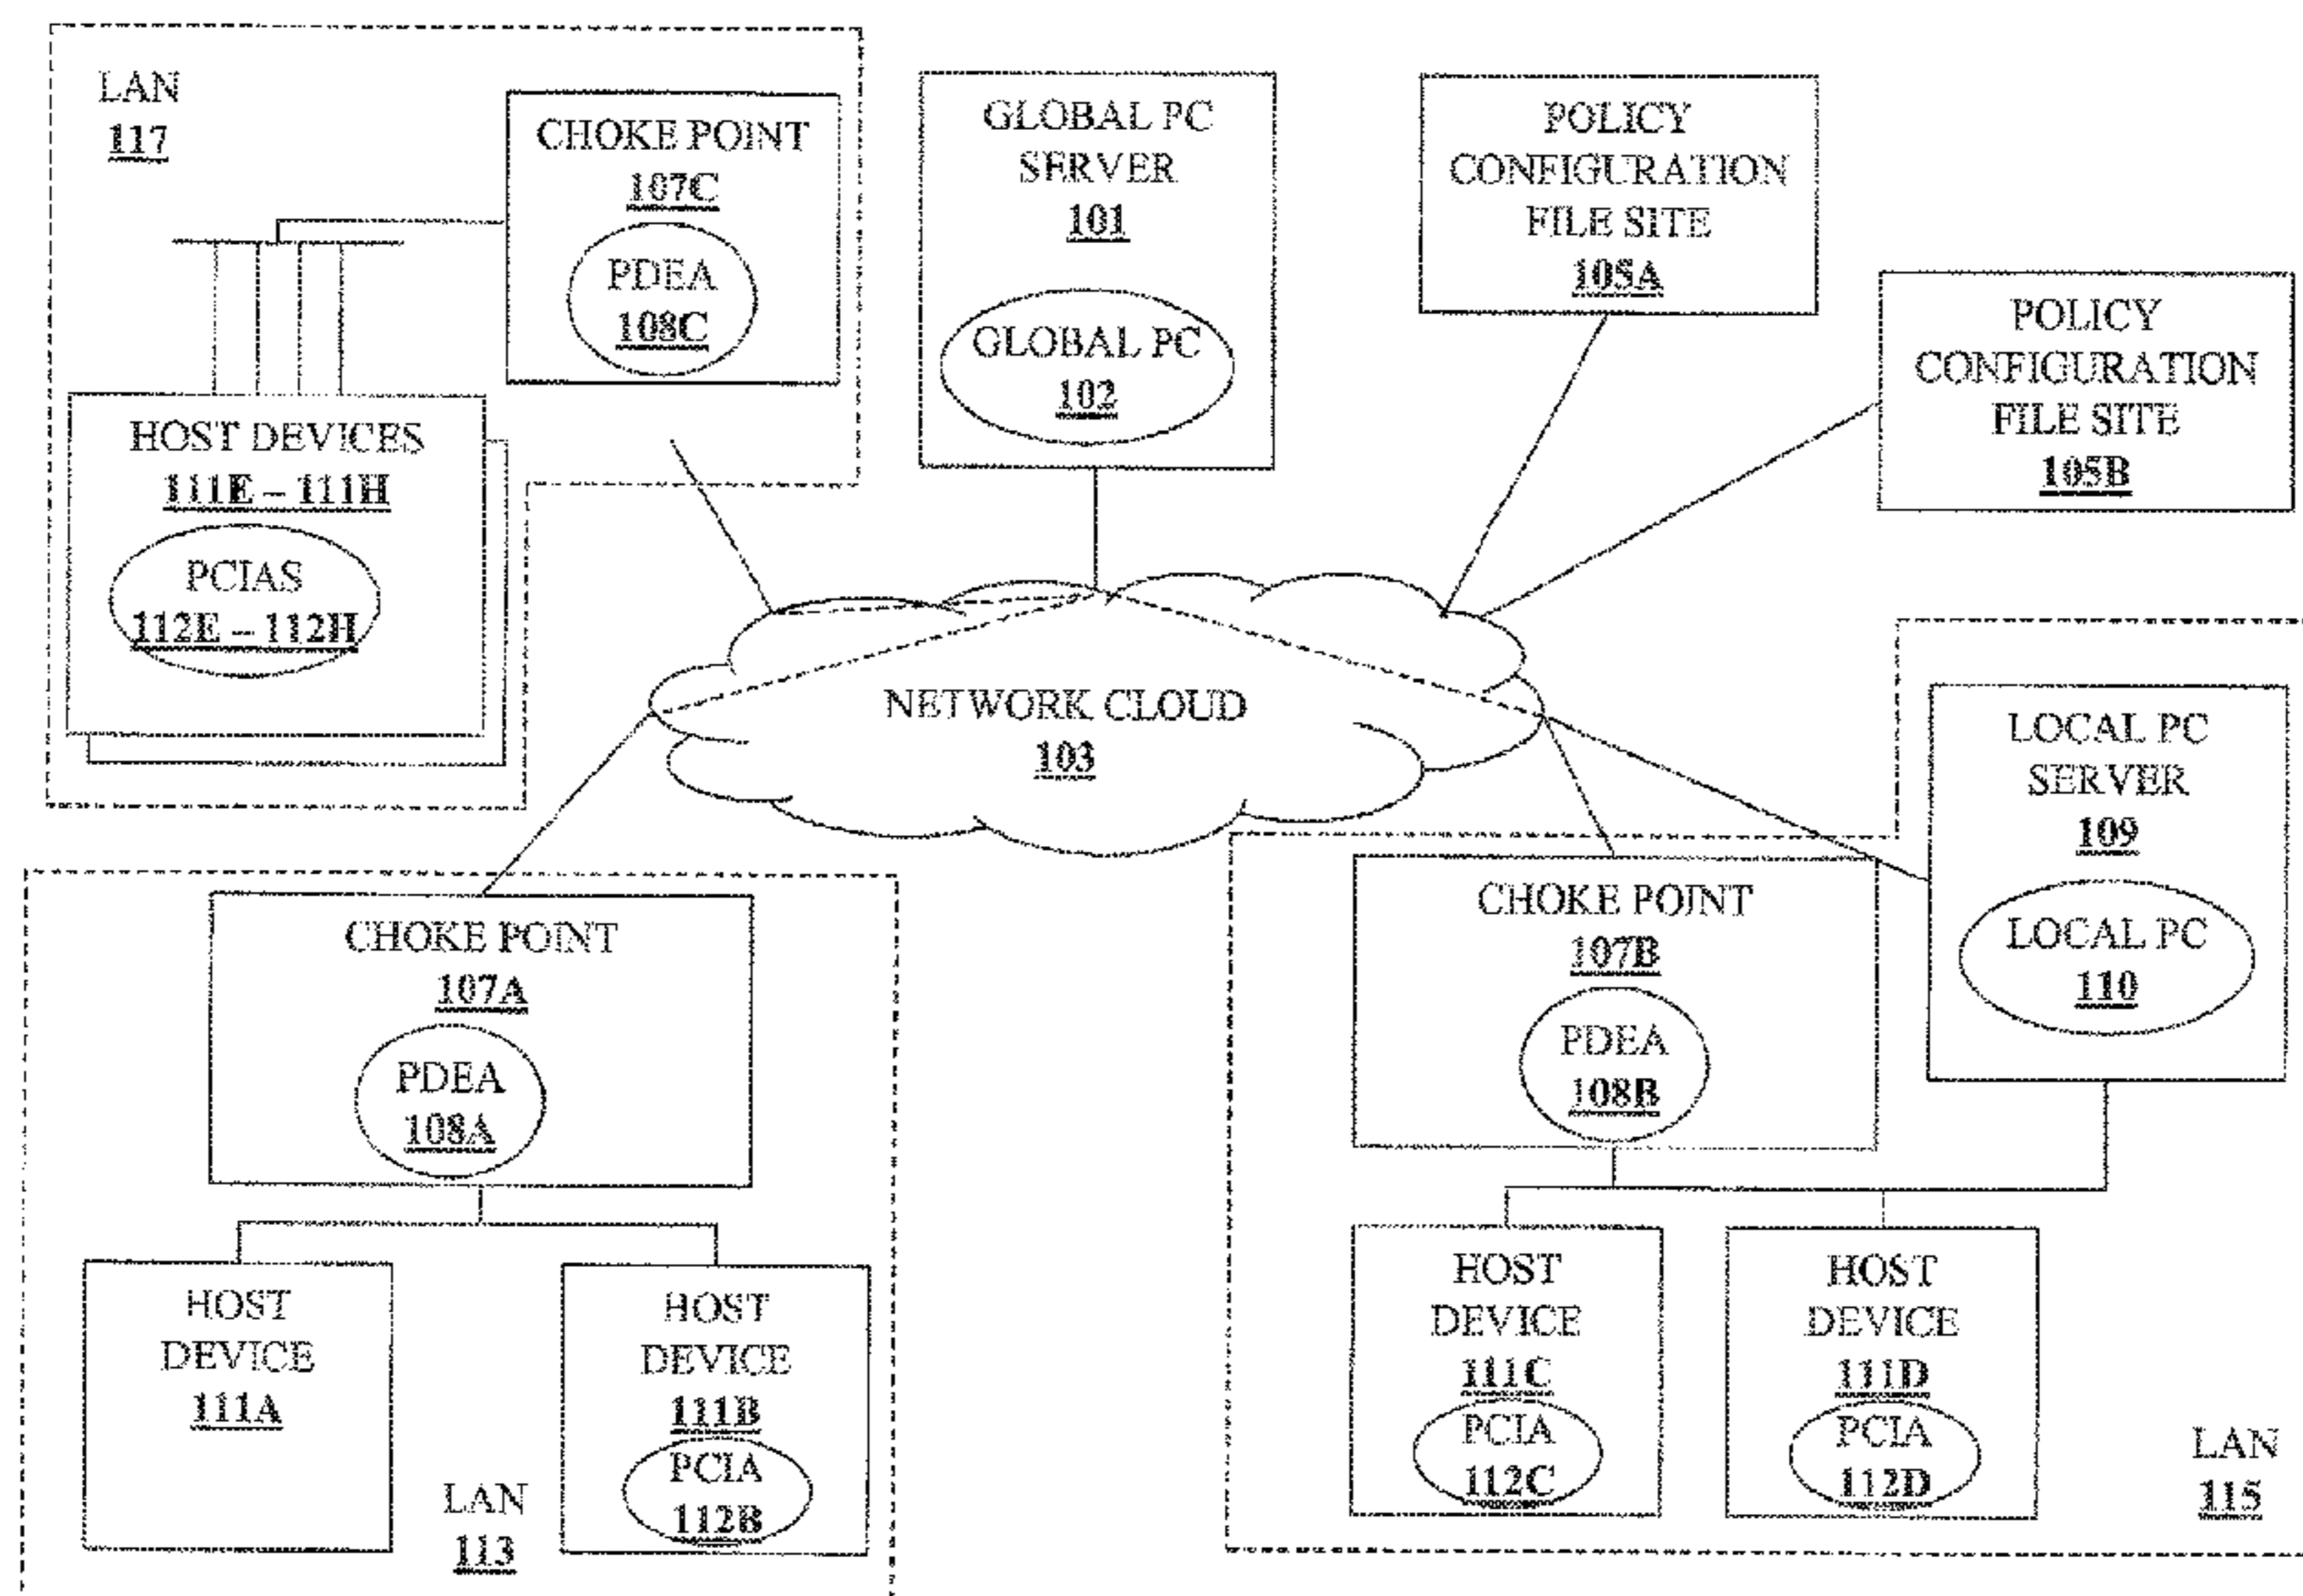 LAN
117
CHOKE POINT
107C
PDEA
108C
HOST DEVICES
111E – 111H
PCIAS
112E – 112H
GLOBAL PC
SERVER
101
GLOBAL PC
102
POLICY
CONFIGURATION
FILE SITE
105A
POLICY
CONFIGURATION
FILE SITE
105B
NETWORK CLOUD
103
CHOKE POINT
107A
PDEA
108A
HOST
DEVICE
111A
HOST
DEVICE
111B
PCIA
112B
LAN
113
CHOKE POINT
107B
PDEA
108B
LOCAL PC
SERVER
109
LOCAL PC
110
HOST
DEVICE
111C
PCIA
112C
HOST
DEVICE
111D
PCIA
112D
LAN
115